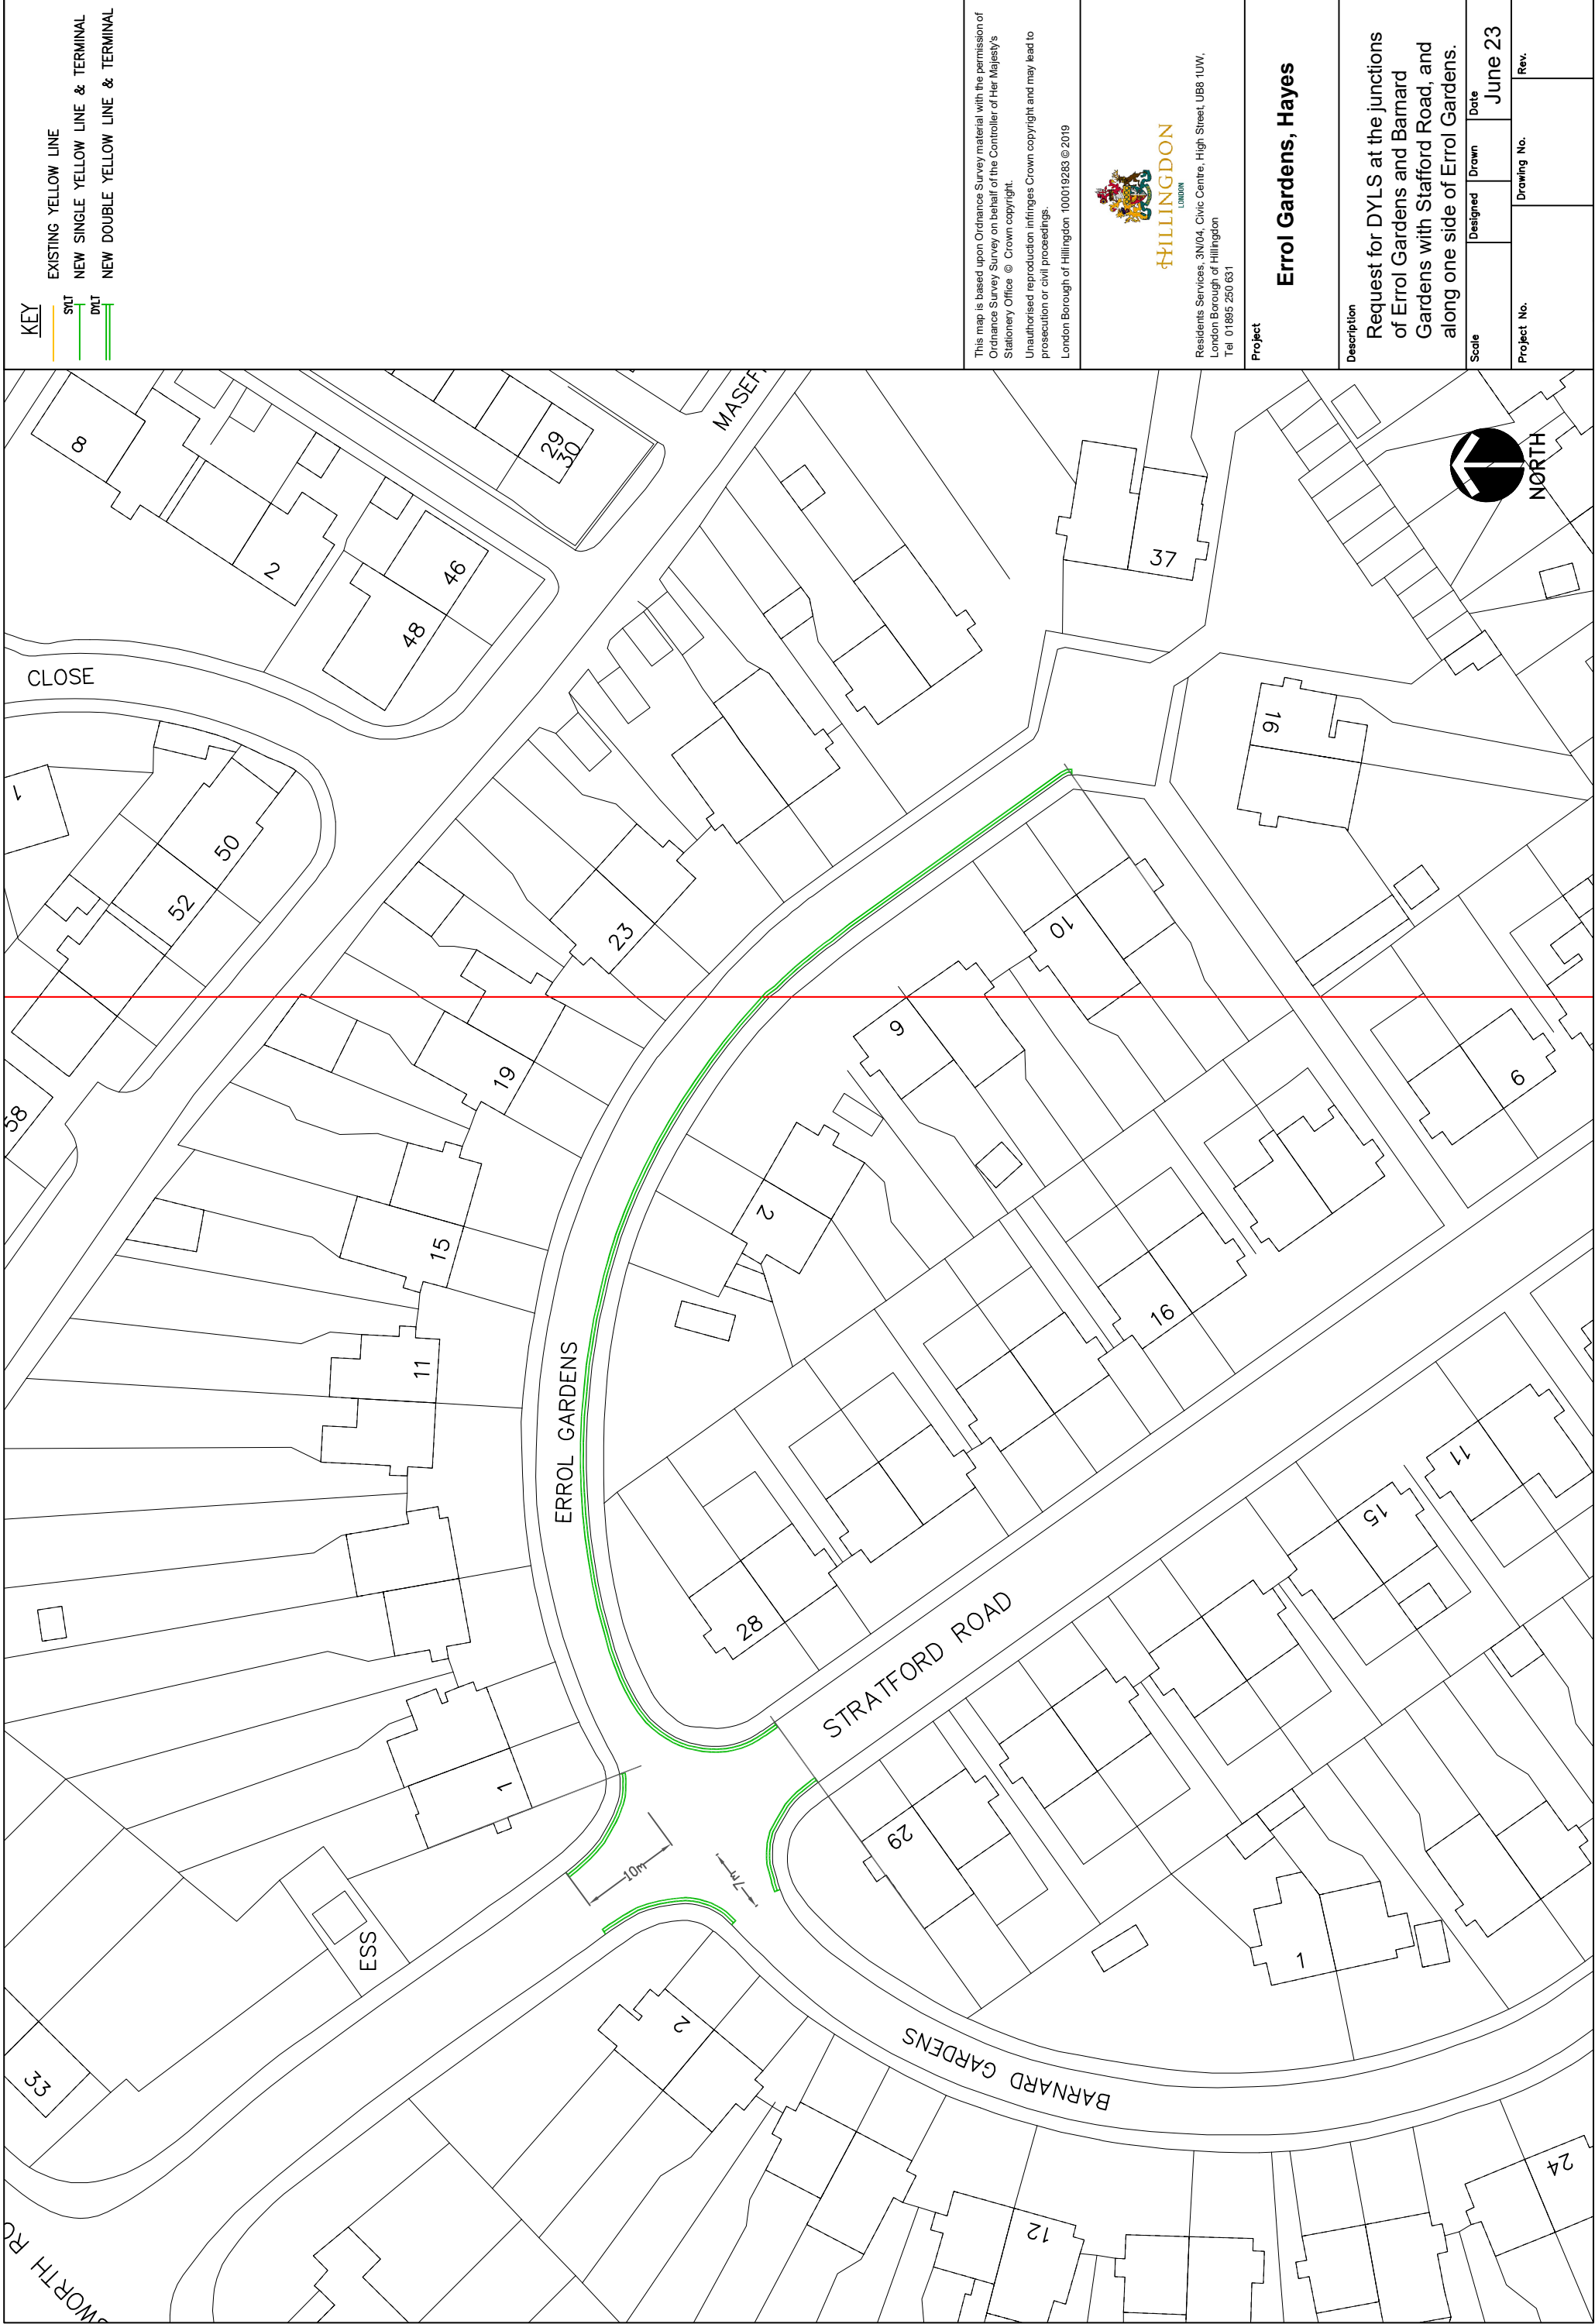 KEY
EXISTING YELLOW LINE
SYLT
NEW SINGLE YELLOW LINE & TERMINAL
DYLT
NEW DOUBLE YELLOW LINE & TERMINAL
This map is based upon Ordnance Survey material with the permission of
Ordnance Survey on behalf of the Controller of Her Majesty's
Stationery Office © Crown copyright.
Unauthorised reproduction infringes Crown copyright and may lead to
prosecution or civil proceedings.
London Borough of Hillingdon 100019283 © 2019
HILLINGDON
LONDON
Residents Services, 3N/04, Civic Centre, High Street, UB8 1UW,
London Borough of Hillingdon
Tel 01895 250 631
Project
Errol Gardens, Hayes
Description
Request for DYLS at the junctions
of Errol Gardens and Barnard
Gardens with Stafford Road, and
along one side of Errol Gardens.
Scale
Designed
Drawn
Date
June 23
Project No.
Drawing No.
Rev.
8
2
46
48
29
30
MASEF
CLOSE
1
50
52
58
37
NORTH
16
23
19
15
11
10
9
2
9
16
ERROL GARDENS
28
STRATFORD ROAD
11
15
29
1
1
10m
7m
ESS
33
2
BARNARD GARDENS
12
24
SWORTH RO